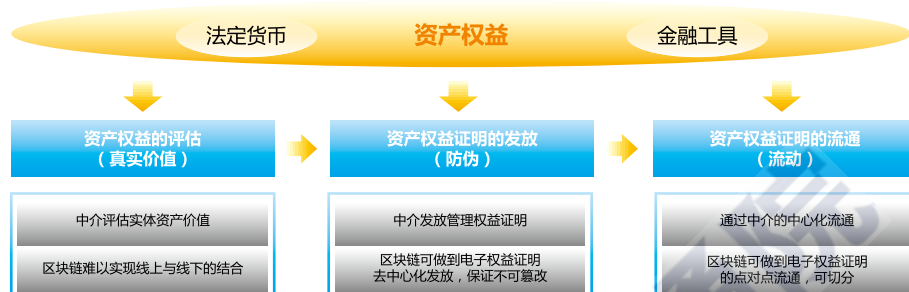 法定货币 资产权益 金融工具
资产权益的评估
（真实价值）
资产权益证明的发放
（防伪）
资产权益证明的流通
（流动）
中介评估实体资产价值
中介发放管理权益证明
通过中介的中心化流通
区块链难以实现线上与线下的结合
区块链可做到电子权益证明
去中心化发放，保证不可篡改
区块链可做到电子权益证明
的点对点流通，可切分
院